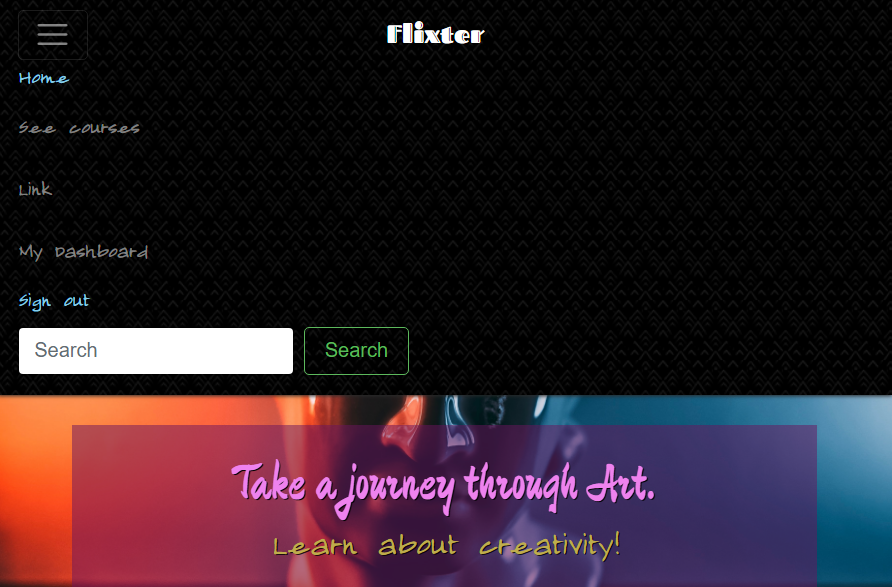 Flixter
Home
See courses
Link
My Dashboard
Sign out
Search Search
Take a journey through Art.
Learn about creativity!